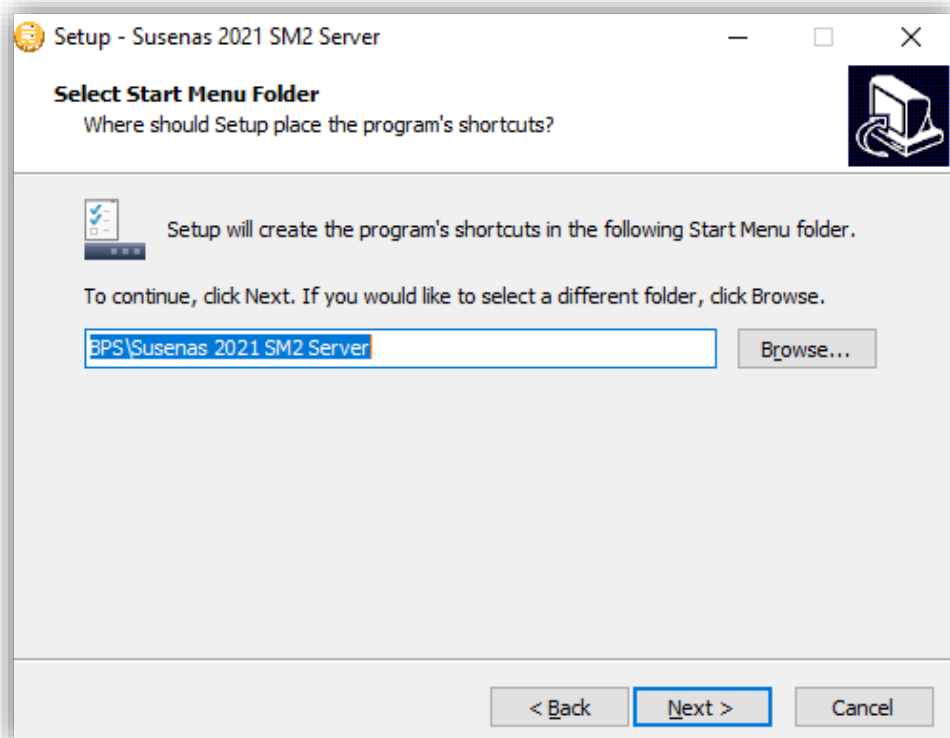 Setup - Susenas 2021 SM2 Server
Select Start Menu Folder
Where should Setup place the program's shortcuts?
Setup will create the program's shortcuts in the following Start Menu folder.
To continue, click Next. If you would like to select a different folder, click Browse.
BPS\Susenas 2021 SM2 Server
Browse...
< Back
Next >
Cancel